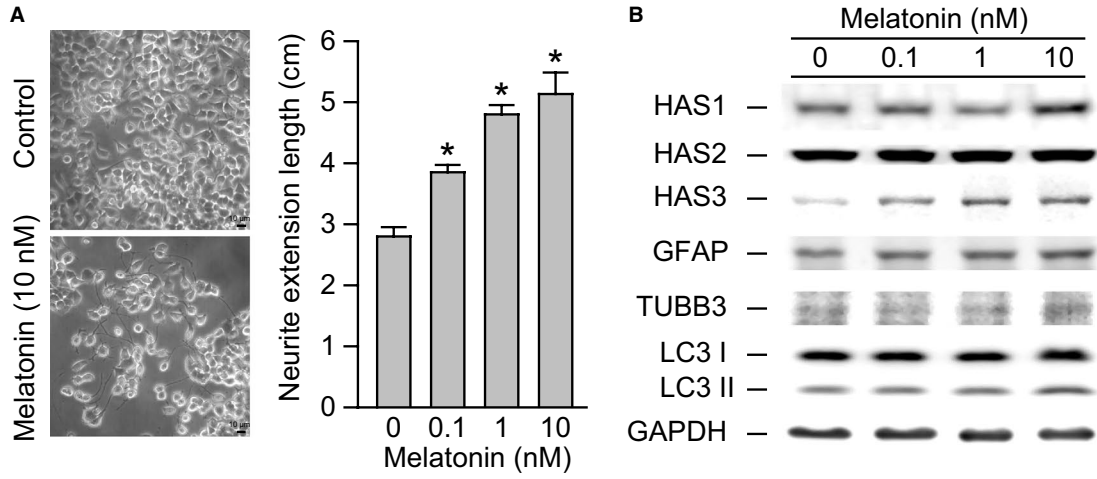 A
Control
10 µm
Melatonin (10 nM)
10 µm
Neurite extension length (cm)
6
5
4
3
2
1
0
*
*
*
0 0.1 1 10
Melatonin (nM)
B
Melatonin (nM)
0 0.1 1 10
HAS1
HAS2
HAS3
GFAP
TUBB3
LC3 I
LC3 II
GAPDH